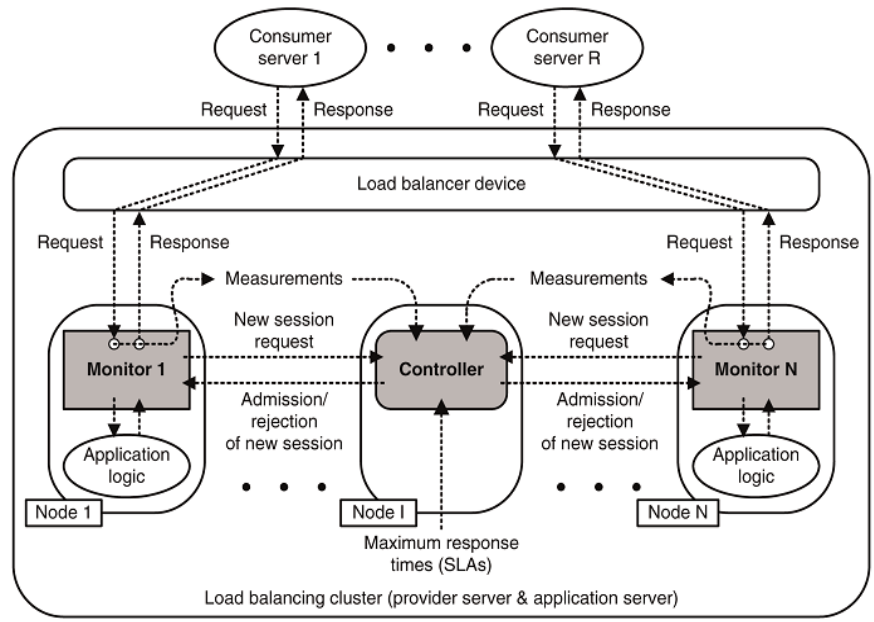 Consumer
server 1
Consumer
server R
Request
Response
Request
Response
Load balancer device
Request
Response
Request
Response
Measurements
Measurements
New session
request
New session
request
Monitor 1
Controller
Monitor N
Admission/
rejection
of new session
Admission/
rejection
of new session
Application
logic
Application
logic
Node 1
Node I
Node N
Maximum response
times (SLAs)
Load balancing cluster (provider server & application server)